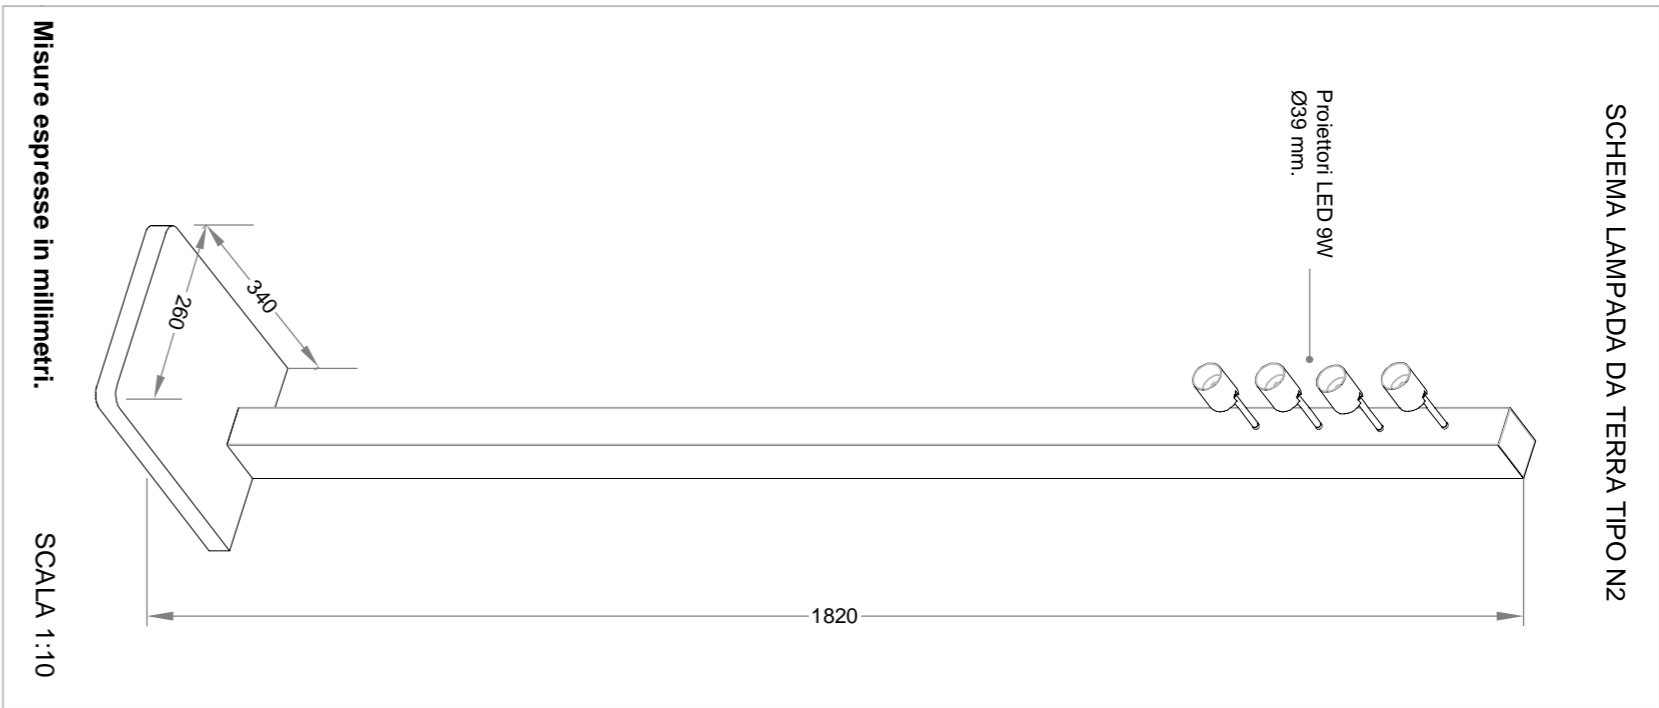 SCHEMA LAMPADA DA TERRA TIPO N2
Proiettori LED 9W
Ø39 mm.
1820
340
260
Misure espresse in millimetri.
SCALA 1:10